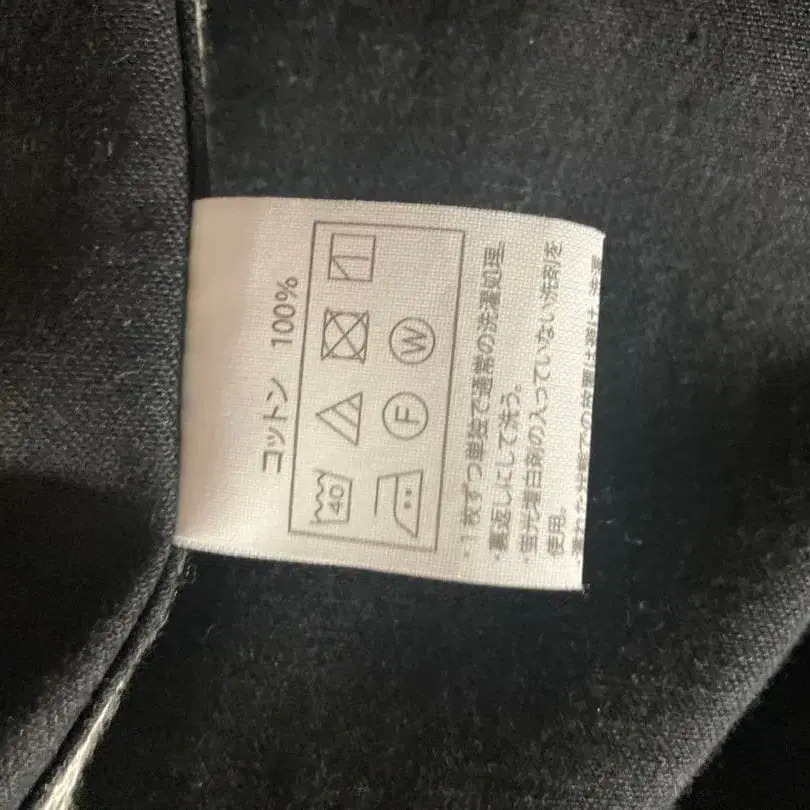 コットン 100%
40
F W
・1枚ずつ単独で通常の洗濯処理。
・裏返しにして洗う。
・蛍光増白剤の入っていない洗剤を
使用。